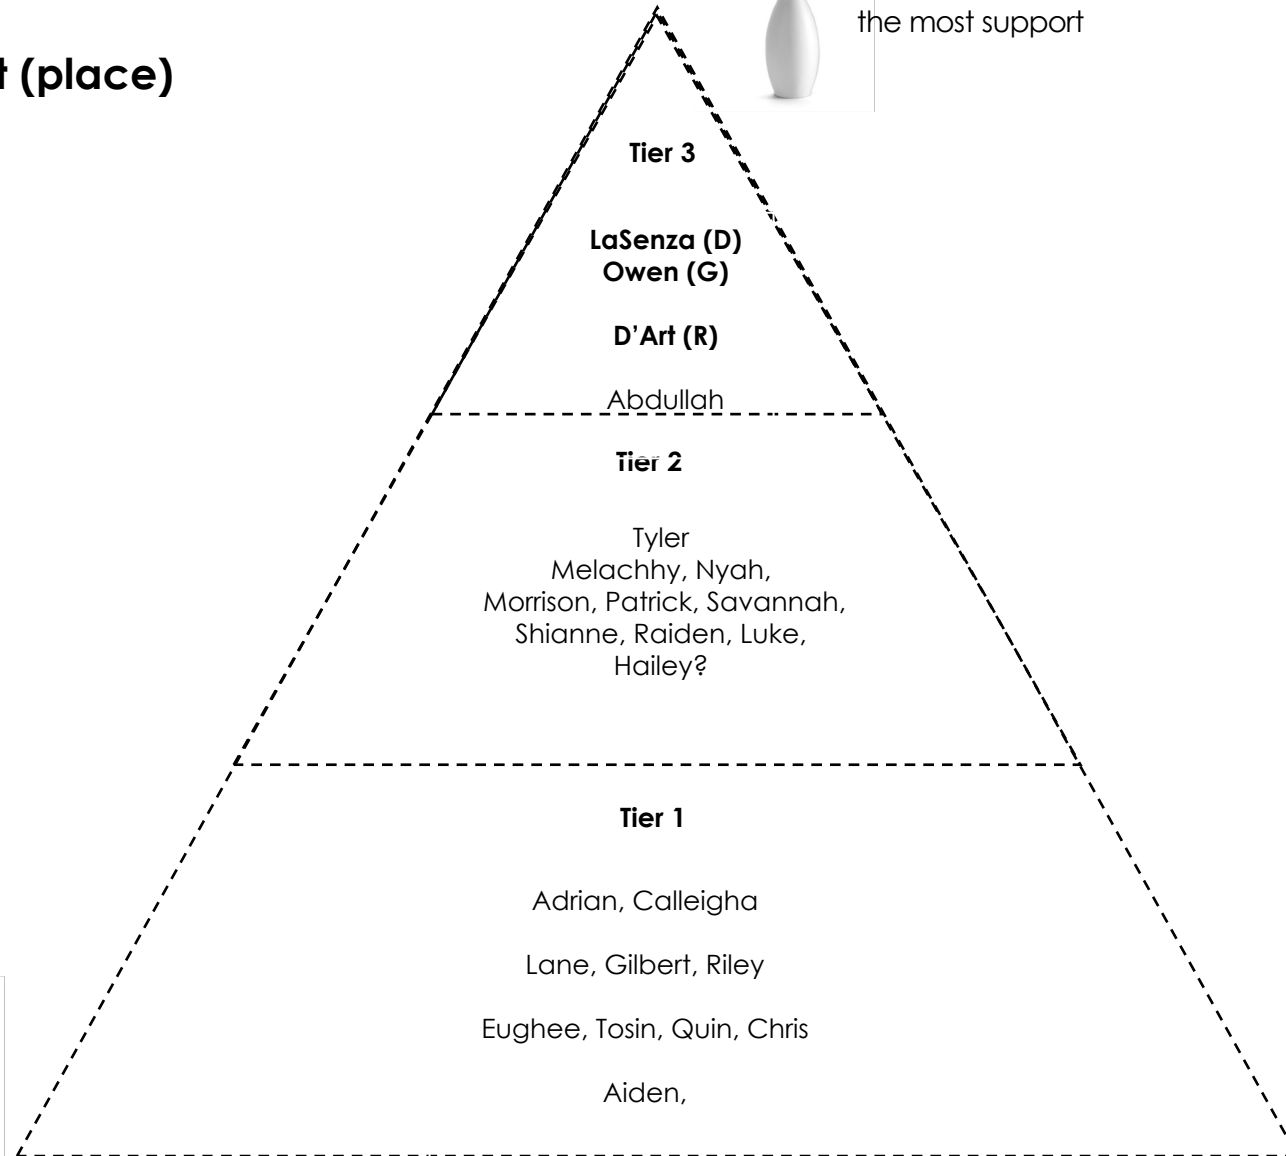 the most support
t (place)
Tier 3
LaSenza (D)
Owen (G)
D'Art (R)
Abdullah
Tier 2
Tyler
Melachhy, Nyah,
Morrison, Patrick, Savannah,
Shianne, Raiden, Luke,
Hailey?
Tier 1
Adrian, Calleigha
Lane, Gilbert, Riley
Eughee, Tosin, Quin, Chris
Aiden,